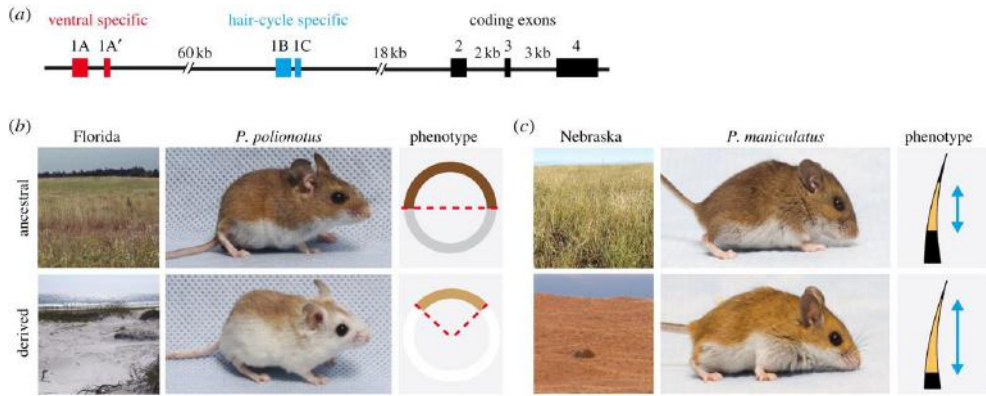 (a)
ventral specific
hair-cycle specific
coding exons
1A 1A′
1B 1C
2 3 4
60 kb
18 kb
2 kb 3 kb
(b)
Florida
P. polionotus
phenotype
ancestral
derived
(c)
Nebraska
P. maniculatus
phenotype